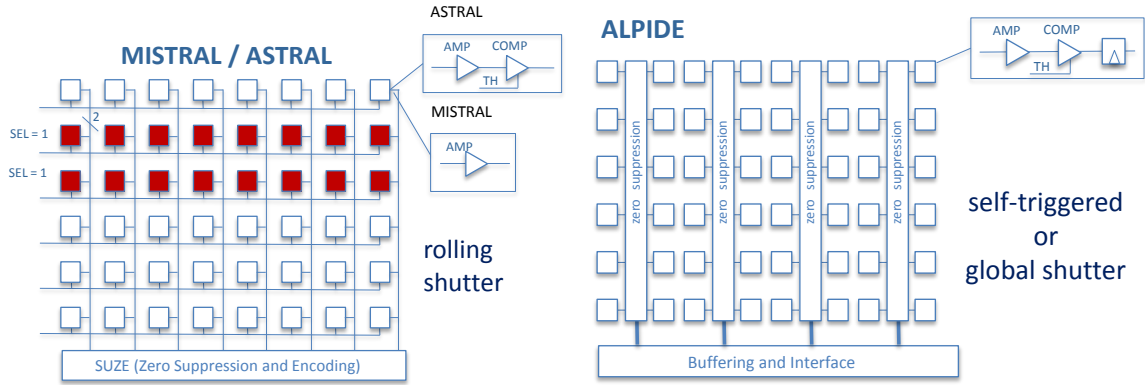 MISTRAL / ASTRAL
ASTRAL
AMP COMP
TH
MISTRAL
AMP
2
SEL = 1
SEL = 1
rolling
shutter
SUZE (Zero Suppression and Encoding)
ALPIDE
AMP COMP
TH
zero suppression
zero suppression
zero suppression
zero suppression
self-triggered
or
global shutter
Buffering and Interface